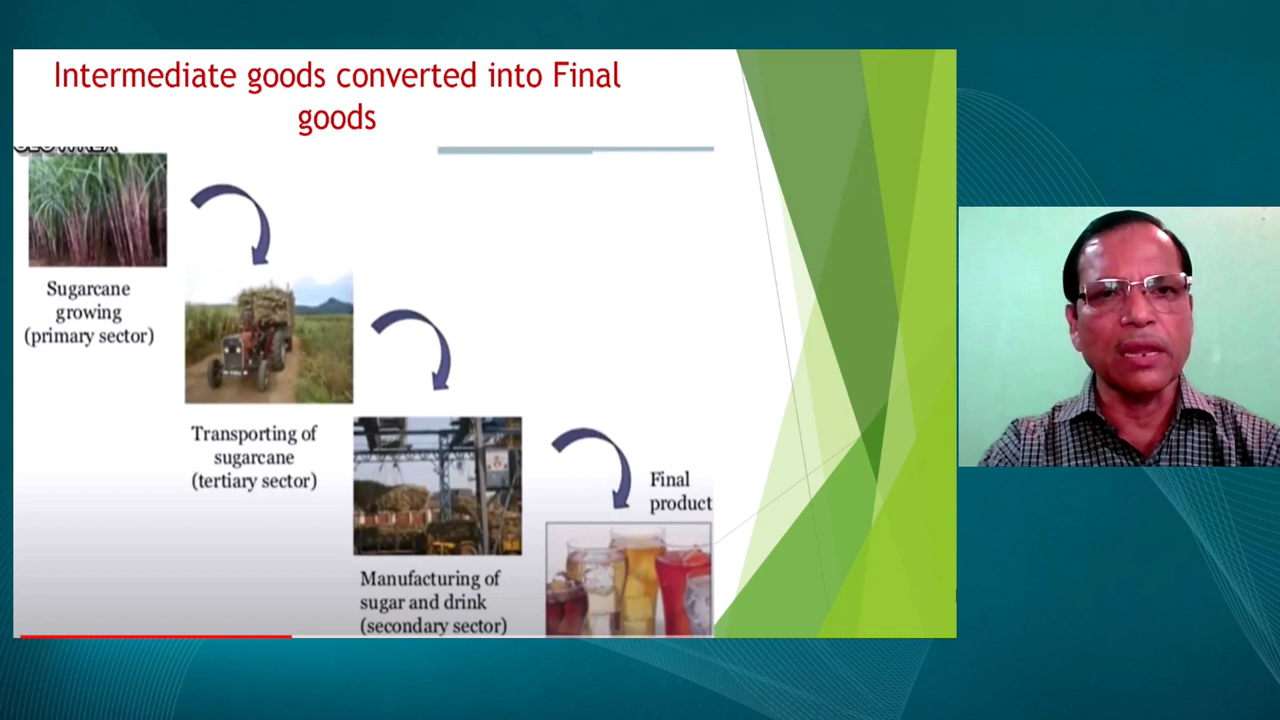 Intermediate goods converted into Final
goods
Sugarcane
growing
(primary sector)
Transporting of
sugarcane
(tertiary sector)
Manufacturing of
sugar and drink
(secondary sector)
Final
product